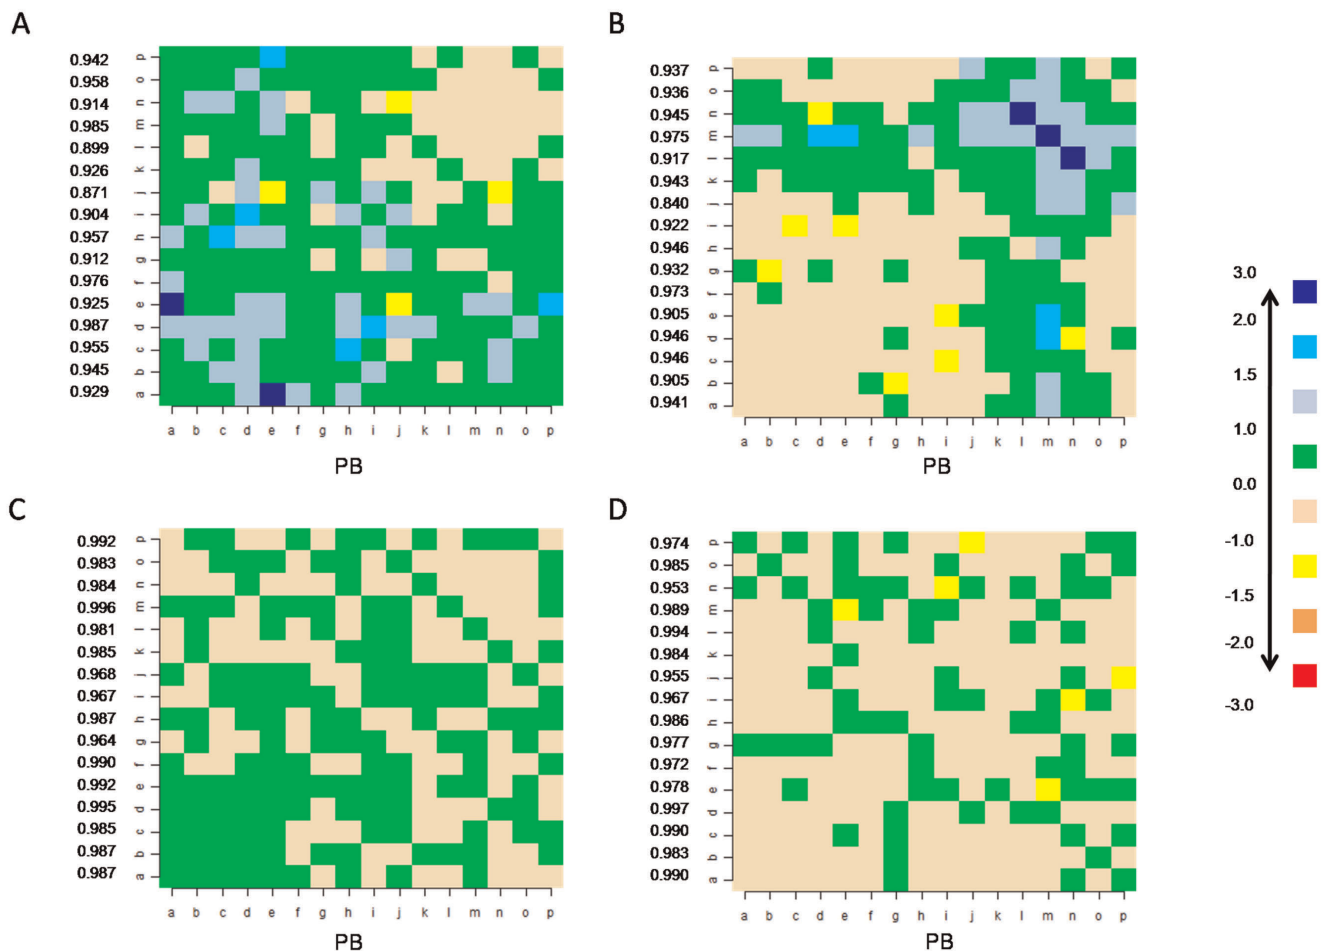 A
0.942 p
0.958 o
0.914 n
0.985 m
0.899 l
0.926 k
0.871 j
0.904 i
0.957 h
0.912 g
0.976 f
0.925 e
0.987 d
0.955 c
0.945 b
0.929 a
a b c d e f g h i j k l m n o p
PB
B
0.937 p
0.936 o
0.945 n
0.975 m
0.917 l
0.943 k
0.840 j
0.922 i
0.946 h
0.932 g
0.973 f
0.905 e
0.946 d
0.946 c
0.905 b
0.941 a
a b c d e f g h i j k l m n o p
PB
C
0.992 p
0.983 o
0.984 n
0.996 m
0.981 l
0.985 k
0.968 j
0.967 i
0.987 h
0.964 g
0.990 f
0.992 e
0.995 d
0.985 c
0.987 b
0.987 a
a b c d e f g h i j k l m n o p
PB
D
0.974 p
0.985 o
0.953 n
0.989 m
0.994 l
0.984 k
0.955 j
0.967 i
0.986 h
0.977 g
0.972 f
0.978 e
0.997 d
0.990 c
0.983 b
0.990 a
a b c d e f g h i j k l m n o p
PB
3.0
2.0
1.5
1.0
0.0
-1.0
-1.5
-2.0
-3.0